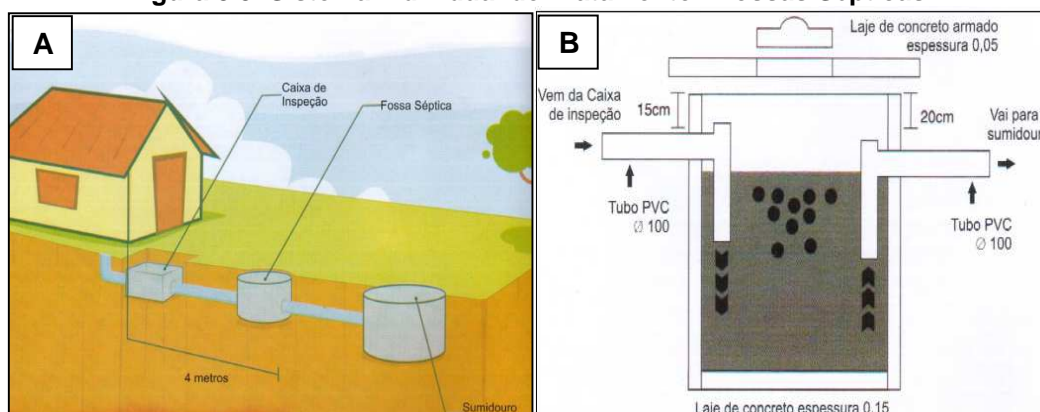 A
Caixa de
Inspeção
Fossa Séptica
4 metros
Sumidouro
B
Laje de concreto armado
espessura 0,05
Vem da Caixa
de inspeção
15cm
20cm
Vai para
Tubo PVC
Ø 100
Tubo PVC
Ø 100
Laje de concreto espessura 0,15